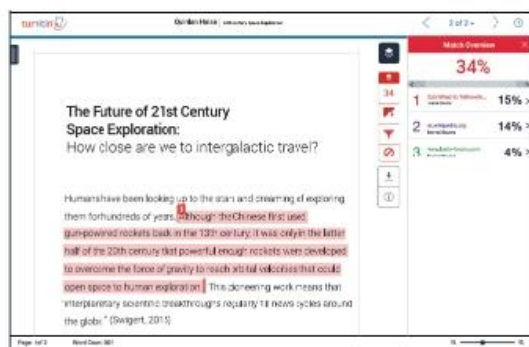 turnitin
Quinlan Halse
2 of 2
Match Overview
34%
34
1 15%
2 14%
3 4%
The Future of 21st Century
Space Exploration:
How close are we to intergalactic travel?
Humans have been looking up to the stars and dreaming of exploring
them for hundreds of years. Although the Chinese first used
gun-powered rockets back in the 13th century, it was only in the latter
half of the 20th century that powerful enough rockets were developed
to overcome the force of gravity to reach orbital velocities that could
open space to human exploration. This pioneering work means that
interplanetary scientific breakthroughs regularly fill news cycles around
the globe." (Swigert, 2015)